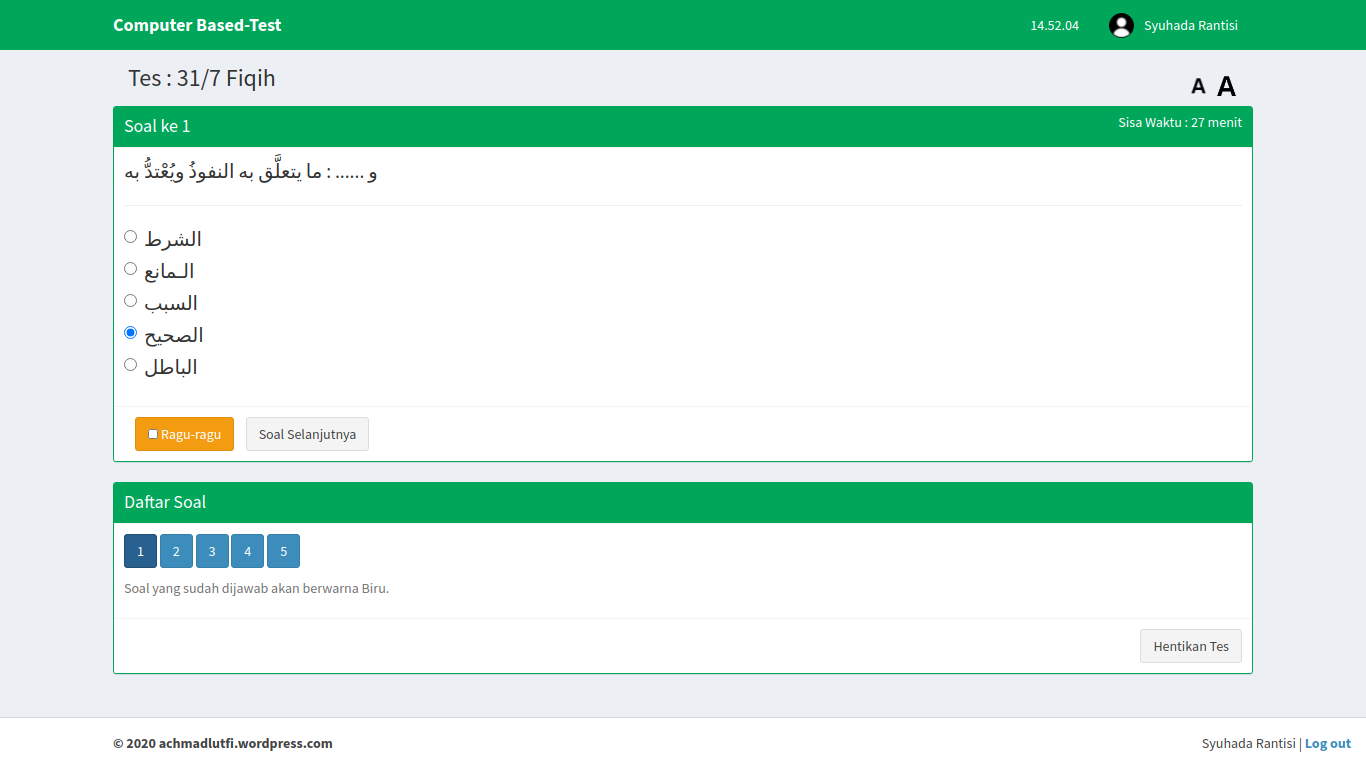 Computer Based-Test
14.52.04
Syuhada Rantisi
Tes : 31/7 Fiqih
A A
Soal ke 1
Sisa Waktu : 27 menit
و ...... : ما يتعلَّق به النفوذُ ويُعْتدُّ به
الشرط
الـمانع
السبب
الصحيح
الباطل
Ragu-ragu
Soal Selanjutnya
Daftar Soal
1 2 3 4 5
Soal yang sudah dijawab akan berwarna Biru.
Hentikan Tes
© 2020 achmadlutfi.wordpress.com
Syuhada Rantisi | Log out